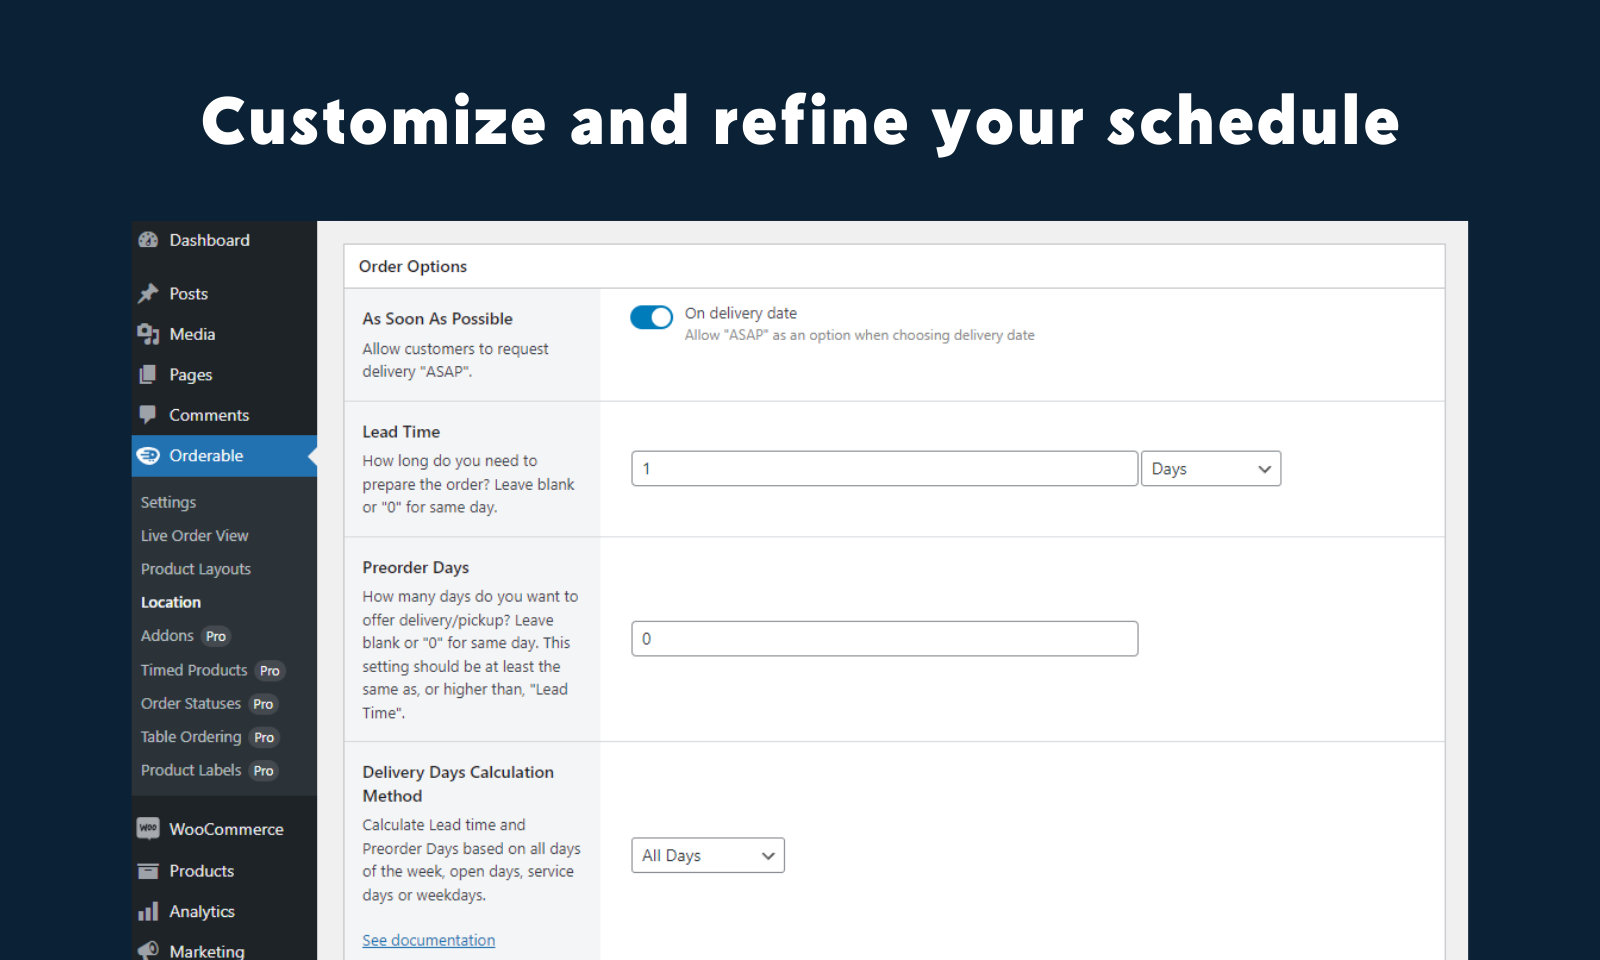 Customize and refine your schedule
Dashboard
Posts
Media
Pages
Comments
Orderable
Settings
Live Order View
Product Layouts
Location
Addons Pro
Timed Products Pro
Order Statuses Pro
Table Ordering Pro
Product Labels Pro
Woo WooCommerce
Products
Analytics
Marketing
Order Options
As Soon As Possible
Allow customers to request
delivery "ASAP".
On delivery date
Allow "ASAP" as an option when choosing delivery date
Lead Time
How long do you need to
prepare the order? Leave blank
or "0" for same day.
1
Days
Preorder Days
How many days do you want to
offer delivery/pickup? Leave
blank or "0" for same day. This
setting should be at least the
same as, or higher than, "Lead
Time".
0
Delivery Days Calculation
Method
Calculate Lead time and
Preorder Days based on all days
of the week, open days, service
days or weekdays.
See documentation
All Days